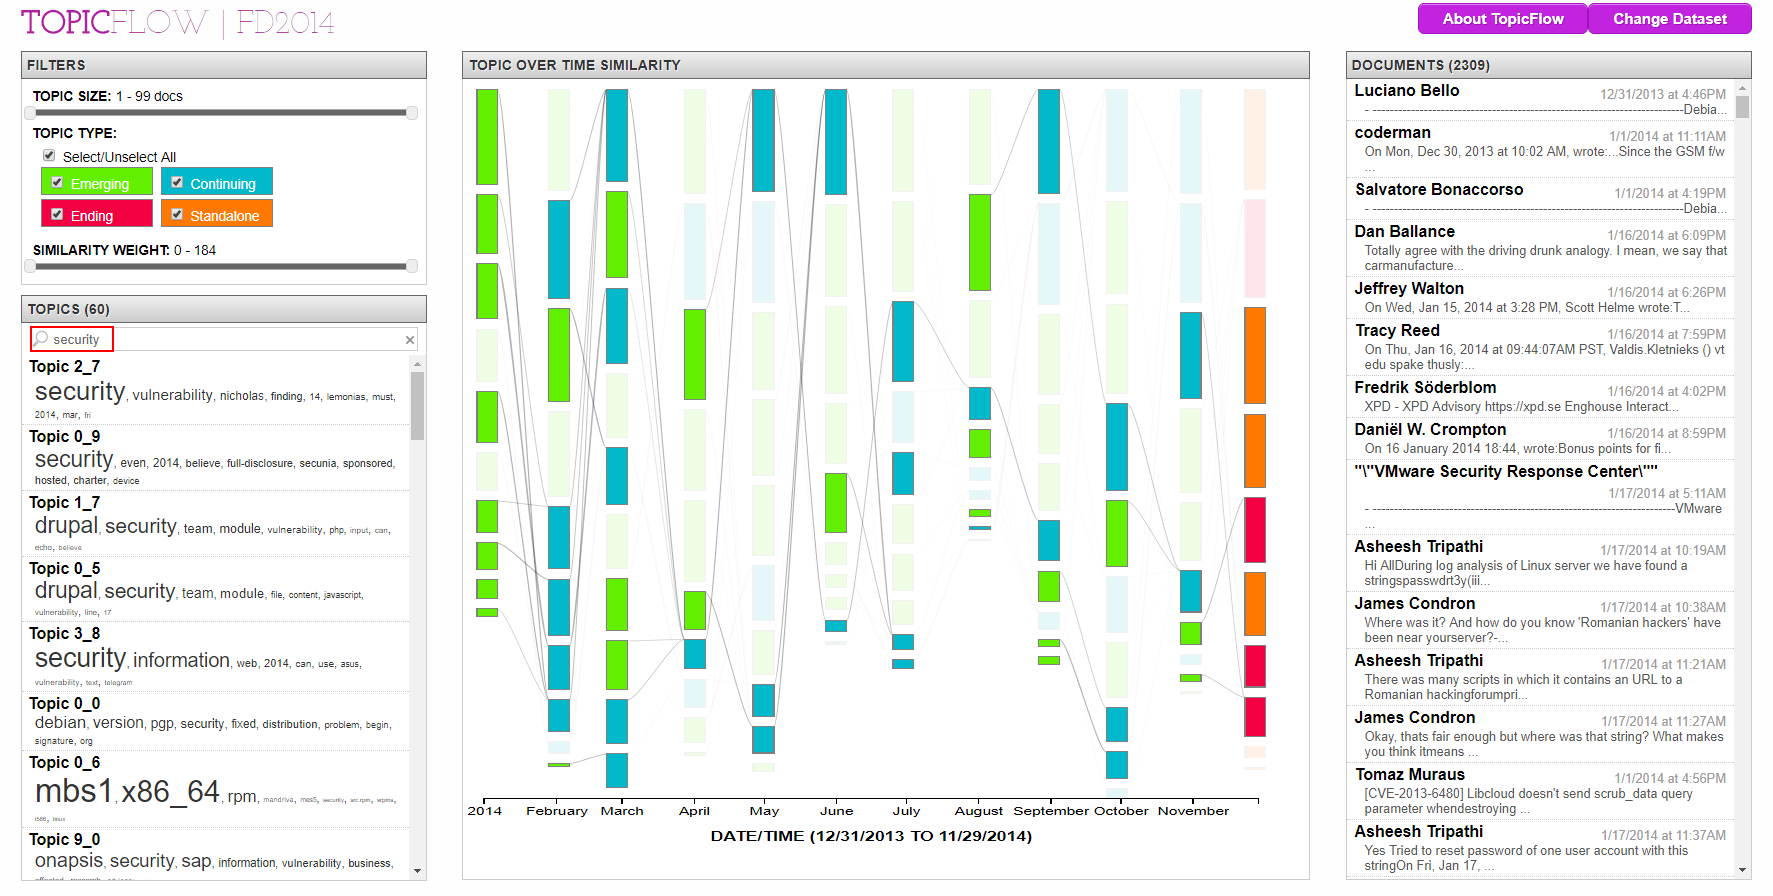 TOPICFLOW | FD2014
About TopicFlow
Change Dataset
FILTERS
TOPIC SIZE: 1 - 99 docs
TOPIC TYPE:
Select/Unselect All
Emerging
Continuing
Ending
Standalone
SIMILARITY WEIGHT: 0 - 184
TOPICS (60)
security
Topic 2_7
security, vulnerability, nicholas, finding, 14, lemonias, must,
2014, mar, fri
Topic 0_9
security, even, 2014, believe, full-disclosure, secunia, sponsored,
hosted, charter, device
Topic 1_7
drupal, security, team, module, vulnerability, php, input, can,
echo, believe
Topic 0_5
drupal, security, team, module, file, content, javascript,
vulnerability, line, 17
Topic 3_8
security, information, web, 2014, can, use, asus,
vulnerability, text, telegram
Topic 0_0
debian, version, pgp, security, fixed, distribution, problem, begin,
signature, org
Topic 0_6
mbs1, x86_64, rpm, mandriva, mes5, security, src.rpm, srpms,
i586, linux
Topic 9_0
onapsis, security, sap, information, vulnerability, business,
TOPIC OVER TIME SIMILARITY
2014 February March April May June July August September October November
DATE/TIME (12/31/2013 TO 11/29/2014)
DOCUMENTS (2309)
Luciano Bello
12/31/2013 at 4:46PM
- -------------------------------------------------------------------------Debia...
coderman
1/1/2014 at 11:11AM
On Mon, Dec 30, 2013 at 10:02 AM, wrote:...Since the GSM f/w
...
Salvatore Bonaccorso
1/1/2014 at 4:19PM
- -------------------------------------------------------------------------Debia...
Dan Ballance
1/16/2014 at 6:09PM
Totally agree with the driving drunk analogy. I mean, we say that
carmanufacture...
Jeffrey Walton
1/16/2014 at 6:26PM
On Wed, Jan 15, 2014 at 3:28 PM, Scott Helme wrote:T...
Tracy Reed
1/16/2014 at 7:59PM
On Thu, Jan 16, 2014 at 09:44:07AM PST, Valdis.Kletnieks () vt
edu spake thusly:...
Fredrik Söderblom
1/16/2014 at 4:02PM
XPD - XPD Advisory https://xpd.se Enghouse Interact...
Daniël W. Crompton
1/16/2014 at 8:59PM
On 16 January 2014 18:44, wrote:Bonus points for fi...
"\"VMware Security Response Center\""
1/17/2014 at 5:11AM
- -----------------------------------------------------------------------VMware
...
Asheesh Tripathi
1/17/2014 at 10:19AM
Hi AllDuring log analysis of Linux server we have found a
stringspasswdrt3y(iii...
James Condron
1/17/2014 at 10:38AM
Where was it? And how do you know 'Romanian hackers' have
been near yourserver?-...
Asheesh Tripathi
1/17/2014 at 11:21AM
There was many scripts in which it contains an URL to a
Romanian hackingforumpri...
James Condron
1/17/2014 at 11:27AM
Okay, thats fair enough but where was that string? What makes
you think itmeans ...
Tomaz Muraus
1/1/2014 at 4:56PM
[CVE-2013-6480] Libcloud doesn't send scrub_data query
parameter whendestroying ...
Asheesh Tripathi
1/17/2014 at 11:37AM
Yes Tried to reset password of one user account with this
stringOn Fri, Jan 17, ...